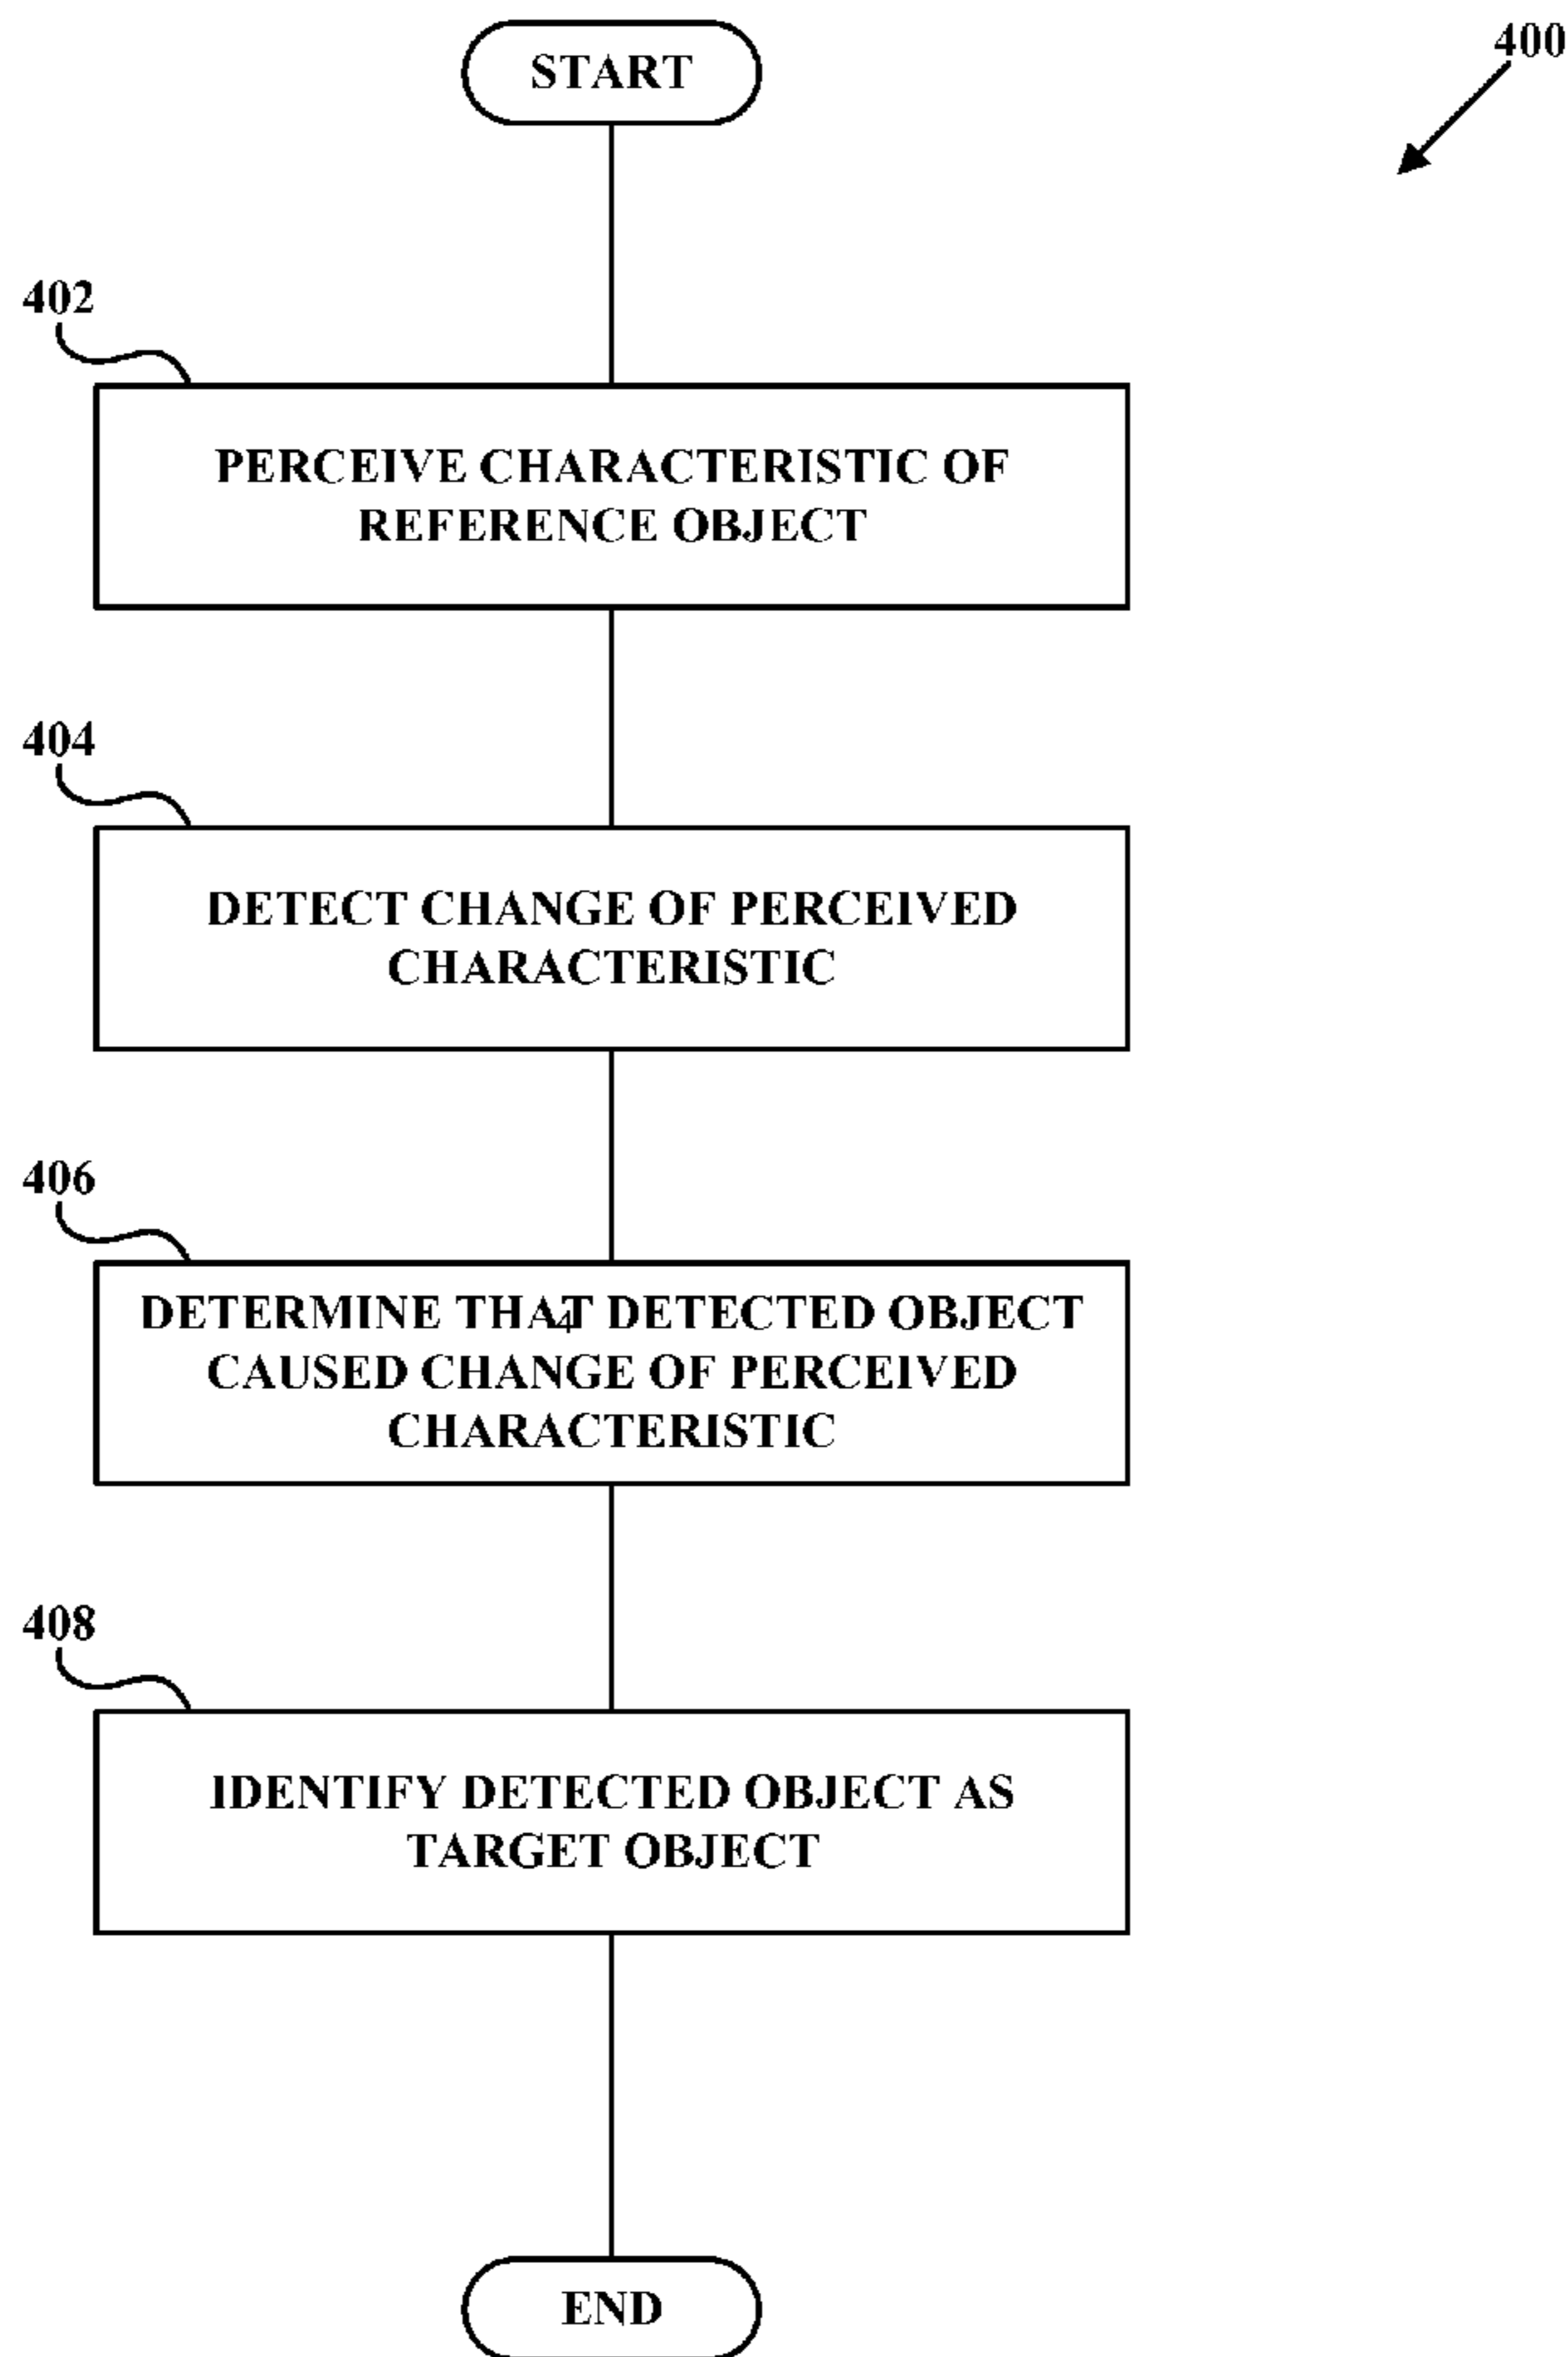 START
400
402
PERCEIVE CHARACTERISTIC OF
REFERENCE OBJECT
404
DETECT CHANGE OF PERCEIVED
CHARACTERISTIC
406
DETERMINE THAT DETECTED OBJECT
4
CAUSED CHANGE OF PERCEIVED
CHARACTERISTIC
408
IDENTIFY DETECTED OBJECT AS
TARGET OBJECT
END